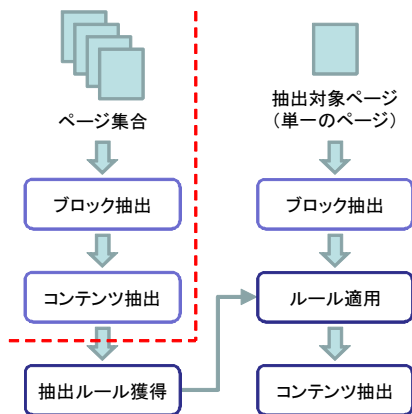 ページ集合
ブロック抽出
コンテンツ抽出
抽出ルール獲得
抽出対象ページ
（単一のページ）
ブロック抽出
ルール適用
コンテンツ抽出